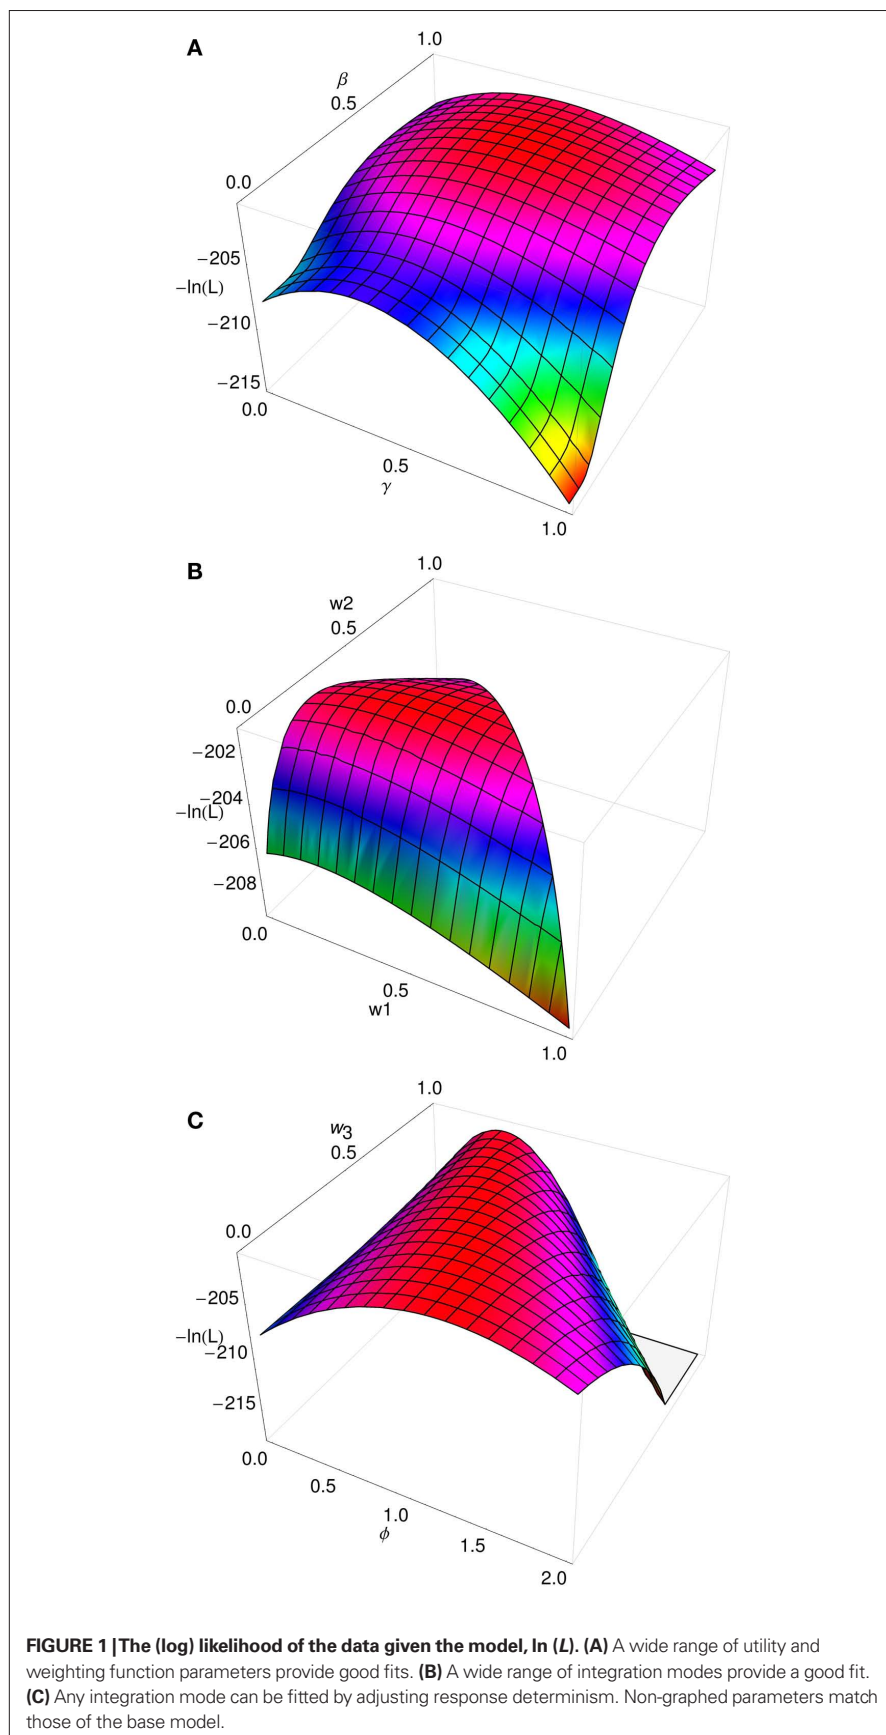 A
1.0
β
0.5
0.0
−205
−ln(L)
−210
−215
0.0
0.5
γ
1.0
B
1.0
w2
0.5
0.0
−202
−204
−ln(L)
−206
−208
0.0
0.5
w1
1.0
C
1.0
w3
0.5
0.0
−205
−ln(L)
−210
−215
0.0
0.5
1.0
ϕ
1.5
2.0
FIGURE 1 | The (log) likelihood of the data given the model, ln (L). (A) A wide range of utility and
weighting function parameters provide good fits. (B) A wide range of integration modes provide a good fit.
(C) Any integration mode can be fitted by adjusting response determinism. Non-graphed parameters match
those of the base model.